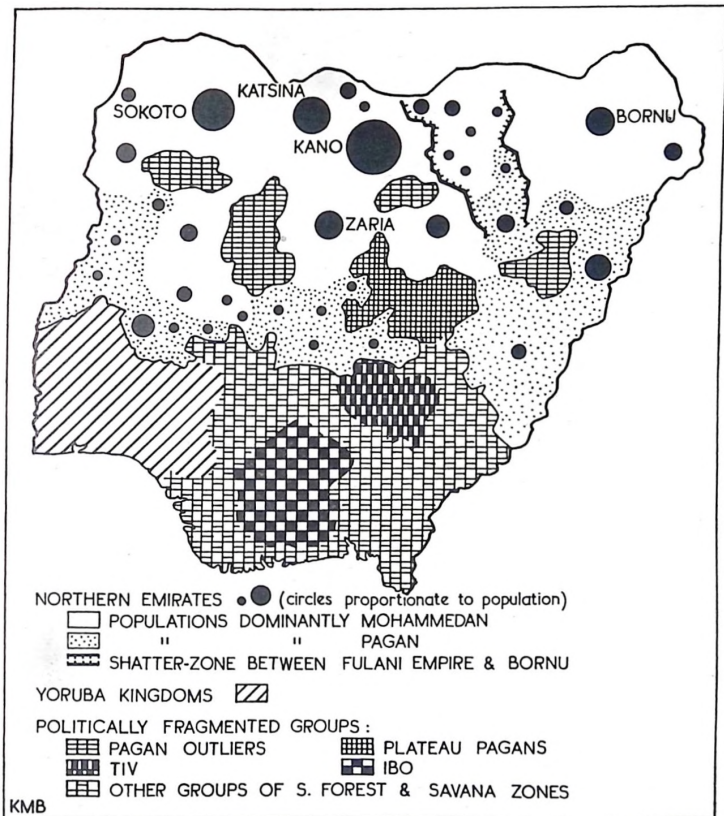 KATSINA
SOKOTO
BORNU
KANO
ZARIA
NORTHERN EMIRATES (circles proportionate to population)
POPULATIONS DOMINANTLY MOHAMMEDAN
" " PAGAN
SHATTER-ZONE BETWEEN FULANI EMPIRE & BORNU
YORUBA KINGDOMS
POLITICALLY FRAGMENTED GROUPS :
PAGAN OUTLIERS PLATEAU PAGANS
TIV IBO
OTHER GROUPS OF S. FOREST & SAVANA ZONES
KMB